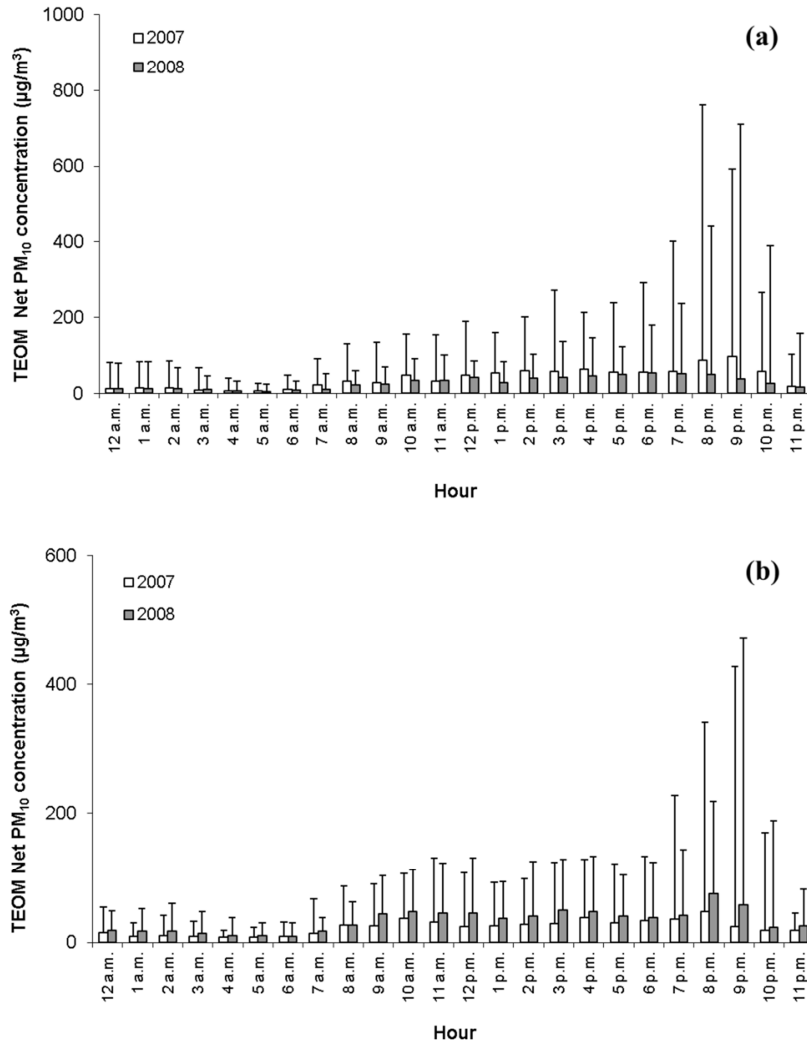 1000
(a)
2007
2008
800
600
400
200
0
TEOM Net PM₁₀ concentration (µg/m³)
12 a.m. 1 a.m. 2 a.m. 3 a.m. 4 a.m. 5 a.m. 6 a.m. 7 a.m. 8 a.m. 9 a.m. 10 a.m. 11 a.m. 12 p.m. 1 p.m. 2 p.m. 3 p.m. 4 p.m. 5 p.m. 6 p.m. 7 p.m. 8 p.m. 9 p.m. 10 p.m. 11 p.m.
Hour
600
(b)
2007
2008
400
200
0
TEOM Net PM₁₀ concentration (µg/m³)
12 a.m. 1 a.m. 2 a.m. 3 a.m. 4 a.m. 5 a.m. 6 a.m. 7 a.m. 8 a.m. 9 a.m. 10 a.m. 11 a.m. 12 p.m. 1 p.m. 2 p.m. 3 p.m. 4 p.m. 5 p.m. 6 p.m. 7 p.m. 8 p.m. 9 p.m. 10 p.m. 11 p.m.
Hour